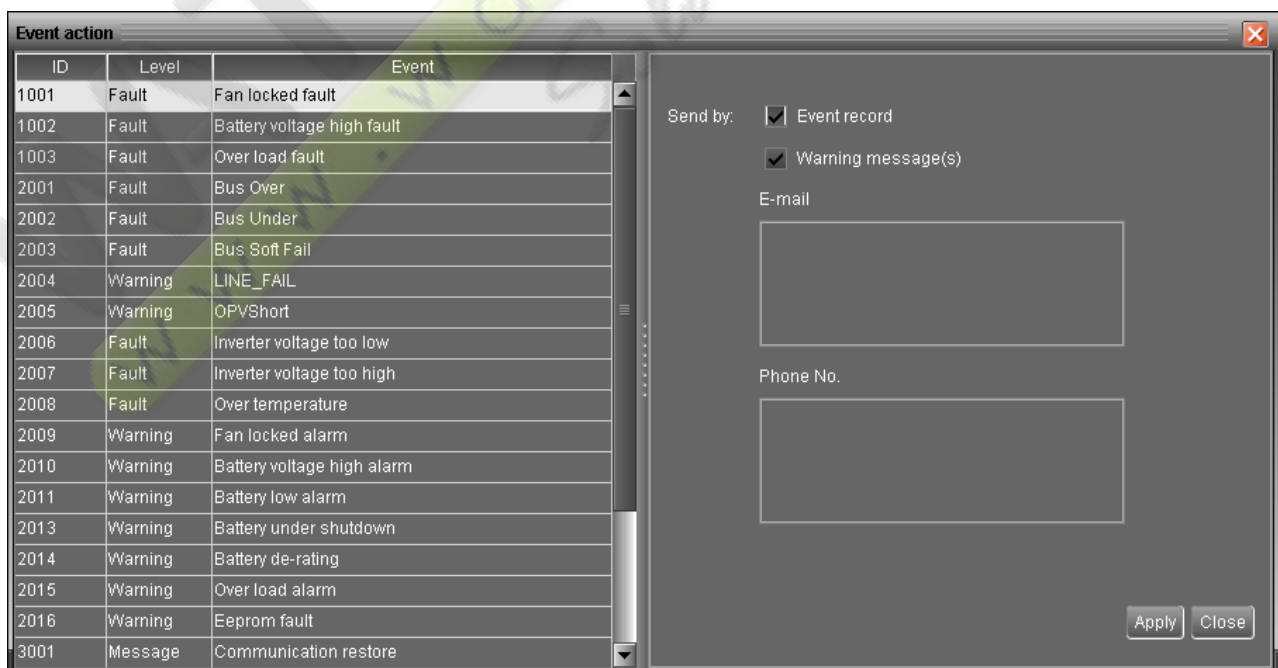 Event action
ID Level Event
1001 Fault Fan locked fault
1002 Fault Battery voltage high fault
1003 Fault Over load fault
2001 Fault Bus Over
2002 Fault Bus Under
2003 Fault Bus Soft Fail
2004 Warning LINE_FAIL
2005 Warning OPVShort
2006 Fault Inverter voltage too low
2007 Fault Inverter voltage too high
2008 Fault Over temperature
2009 Warning Fan locked alarm
2010 Warning Battery voltage high alarm
2011 Warning Battery low alarm
2013 Warning Battery under shutdown
2014 Warning Battery de-rating
2015 Warning Over load alarm
2016 Warning Eeprom fault
3001 Message Communication restore
Send by: Event record
Warning message(s)
E-mail
Phone No.
Apply Close